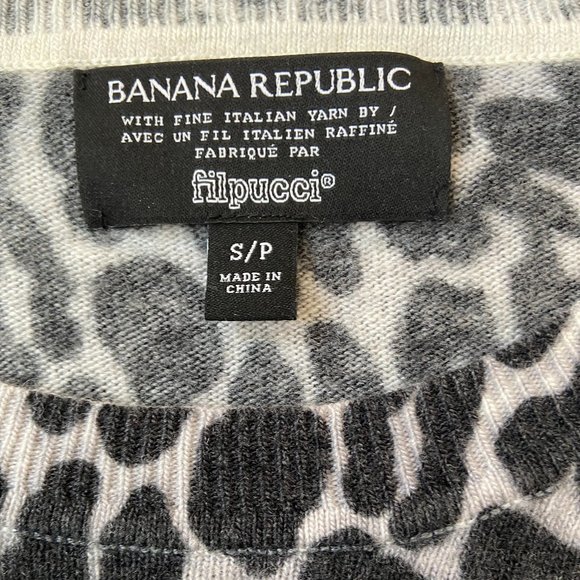 BANANA REPUBLIC
WITH FINE ITALIAN YARN BY /
AVEC UN FIL ITALIEN RAFFINÉ
FABRIQUÉ PAR
filpucci®
S/P
MADE IN
CHINA